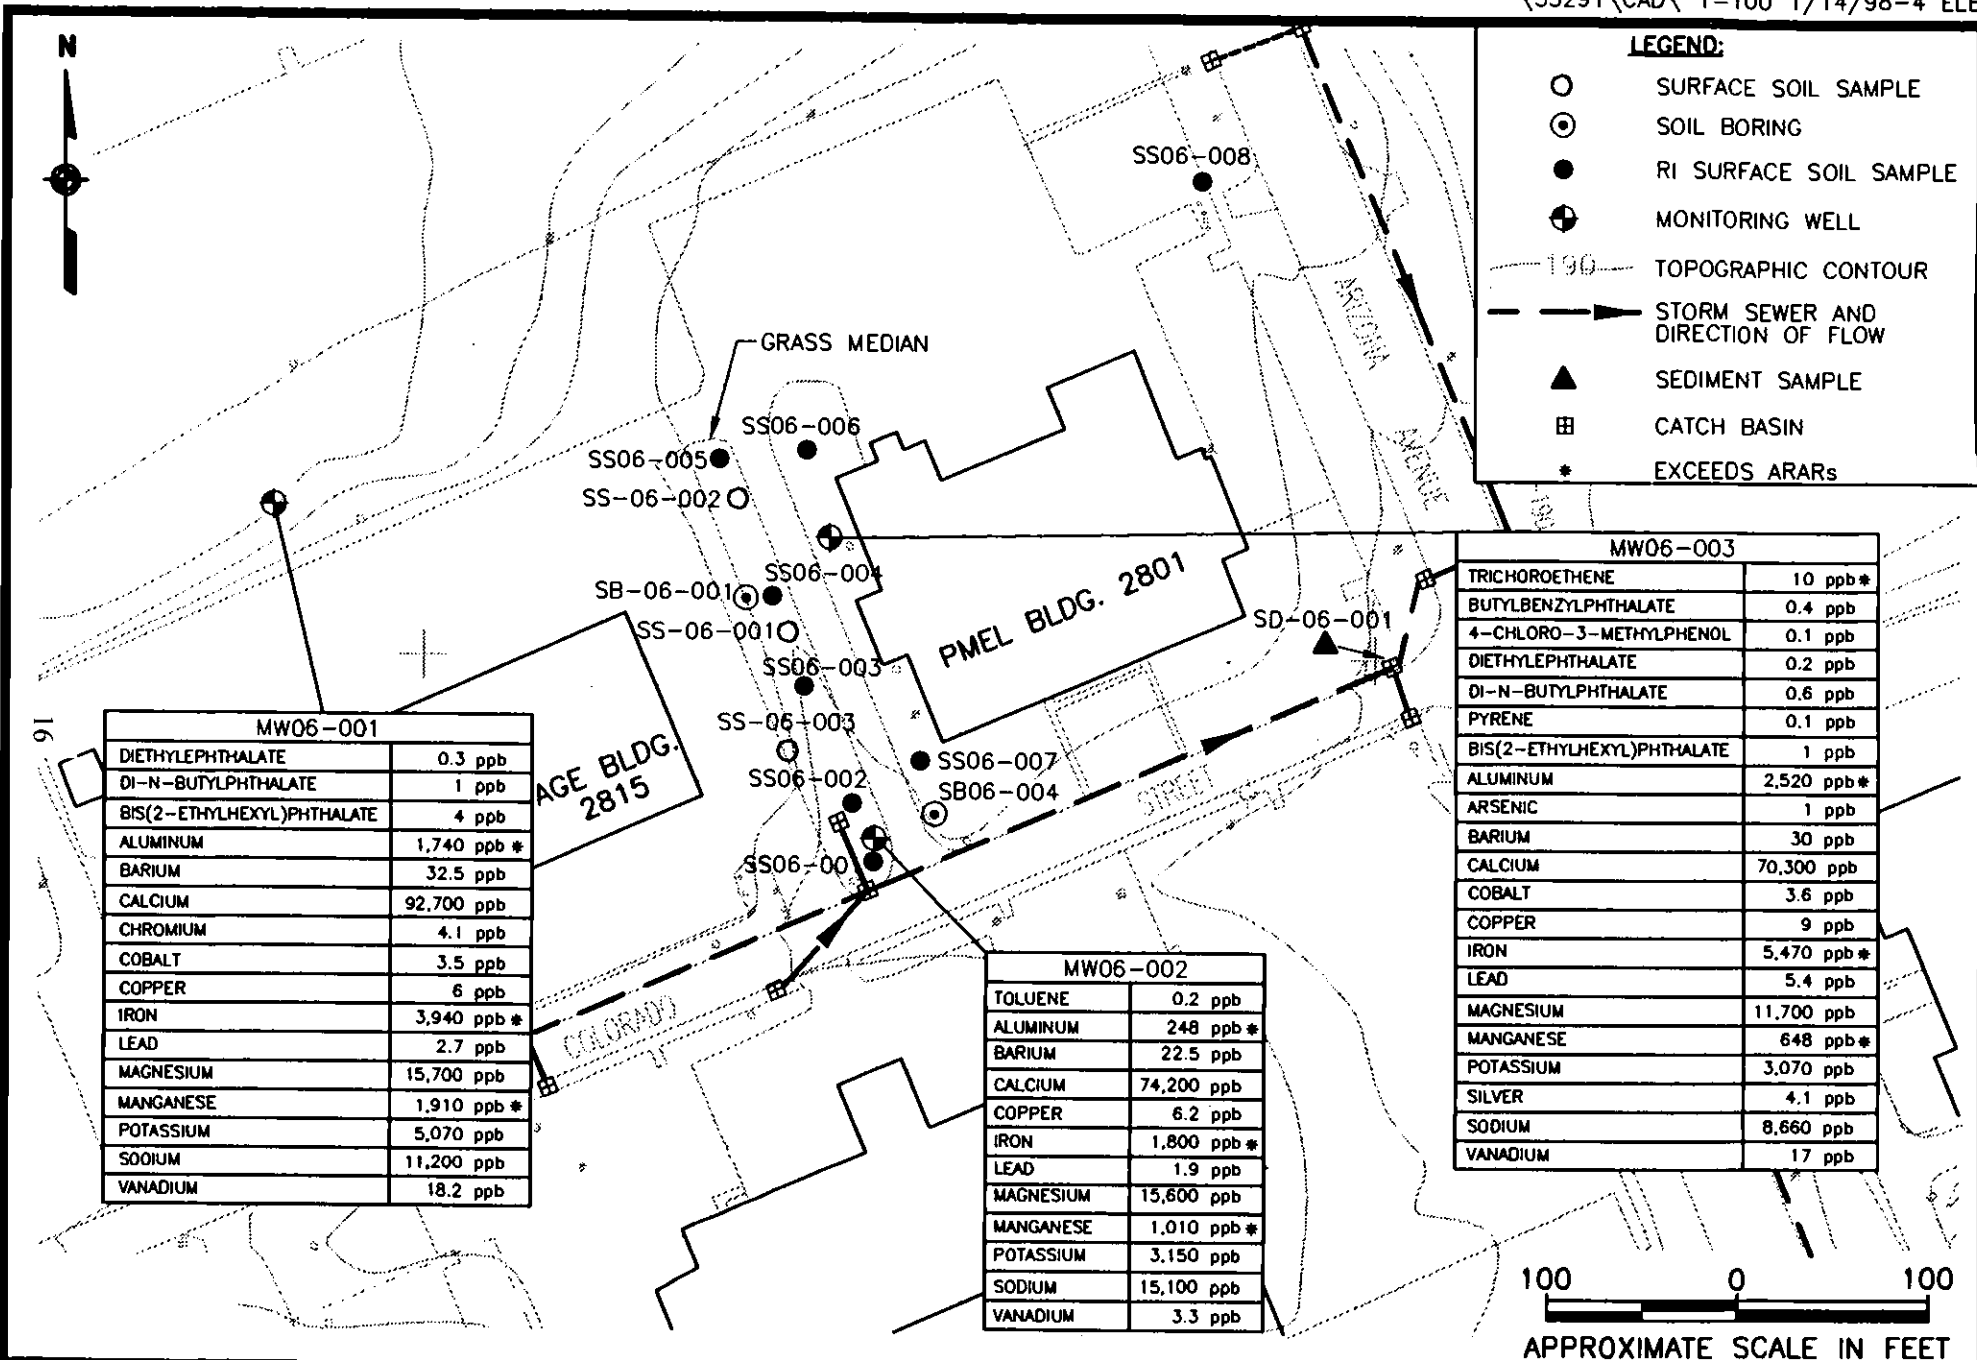 \35291\CAD\ 1=100 1/14/98-4 ELB
N
LEGEND:
SURFACE SOIL SAMPLE
SOIL BORING
RI SURFACE SOIL SAMPLE
MONITORING WELL
190 TOPOGRAPHIC CONTOUR
STORM SEWER AND
DIRECTION OF FLOW
SEDIMENT SAMPLE
CATCH BASIN
* EXCEEDS ARARs
SS06-008
ARIZONA
AVENUE
190
GRASS MEDIAN
SS06-006
SS06-005
SS-06-002
SS06-004
SB-06-001
SS-06-001
SS06-003
SS-06-003
SS06-002
SS06-007
SB06-004
SS06-00
PMEL BLDG. 2801
SD-06-001
AGE BLDG.
2815
STREET
COLORADO
16
MW06-001
DIETHYLEPHTHALATE 0.3 ppb
DI-N-BUTYLPHTHALATE 1 ppb
BIS(2-ETHYLHEXYL)PHTHALATE 4 ppb
ALUMINUM 1,740 ppb *
BARIUM 32.5 ppb
CALCIUM 92,700 ppb
CHROMIUM 4.1 ppb
COBALT 3.5 ppb
COPPER 6 ppb
IRON 3,940 ppb *
LEAD 2.7 ppb
MAGNESIUM 15,700 ppb
MANGANESE 1,910 ppb *
POTASSIUM 5,070 ppb
SODIUM 11,200 ppb
VANADIUM 18.2 ppb
MW06-002
TOLUENE 0.2 ppb
ALUMINUM 248 ppb *
BARIUM 22.5 ppb
CALCIUM 74,200 ppb
COPPER 6.2 ppb
IRON 1,800 ppb *
LEAD 1.9 ppb
MAGNESIUM 15,600 ppb
MANGANESE 1,010 ppb *
POTASSIUM 3,150 ppb
SODIUM 15,100 ppb
VANADIUM 3.3 ppb
MW06-003
TRICHOROETHENE 10 ppb *
BUTYLBENZYLPHTHALATE 0.4 ppb
4-CHLORO-3-METHYLPHENOL 0.1 ppb
DIETHYLEPHTHALATE 0.2 ppb
DI-N-BUTYLPHTHALATE 0.6 ppb
PYRENE 0.1 ppb
BIS(2-ETHYLHEXYL)PHTHALATE 1 ppb
ALUMINUM 2,520 ppb *
ARSENIC 1 ppb
BARIUM 30 ppb
CALCIUM 70,300 ppb
COBALT 3.6 ppb
COPPER 9 ppb
IRON 5,470 ppb *
LEAD 5.4 ppb
MAGNESIUM 11,700 ppb
MANGANESE 648 ppb *
POTASSIUM 3,070 ppb
SILVER 4.1 ppb
SODIUM 8,660 ppb
VANADIUM 17 ppb
100 0 100
APPROXIMATE SCALE IN FEET